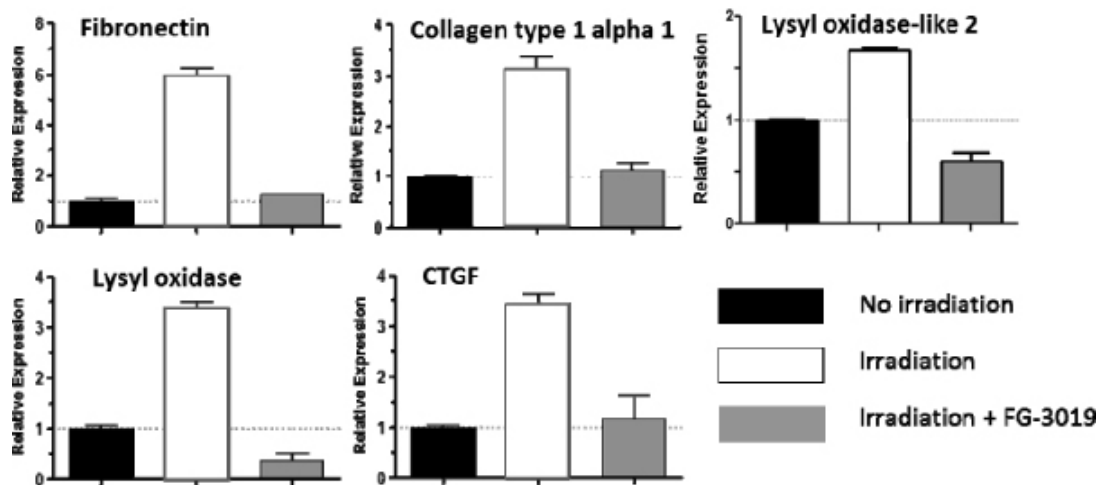 Fibronectin
Relative Expression
8
6
4
2
0
Collagen type 1 alpha 1
Relative Expression
4
3
2
1
0
Lysyl oxidase-like 2
Relative Expression
2
1
0
Lysyl oxidase
Relative Expression
4
3
2
1
0
CTGF
Relative Expression
4
3
2
1
0
No irradiation
Irradiation
Irradiation + FG-3019